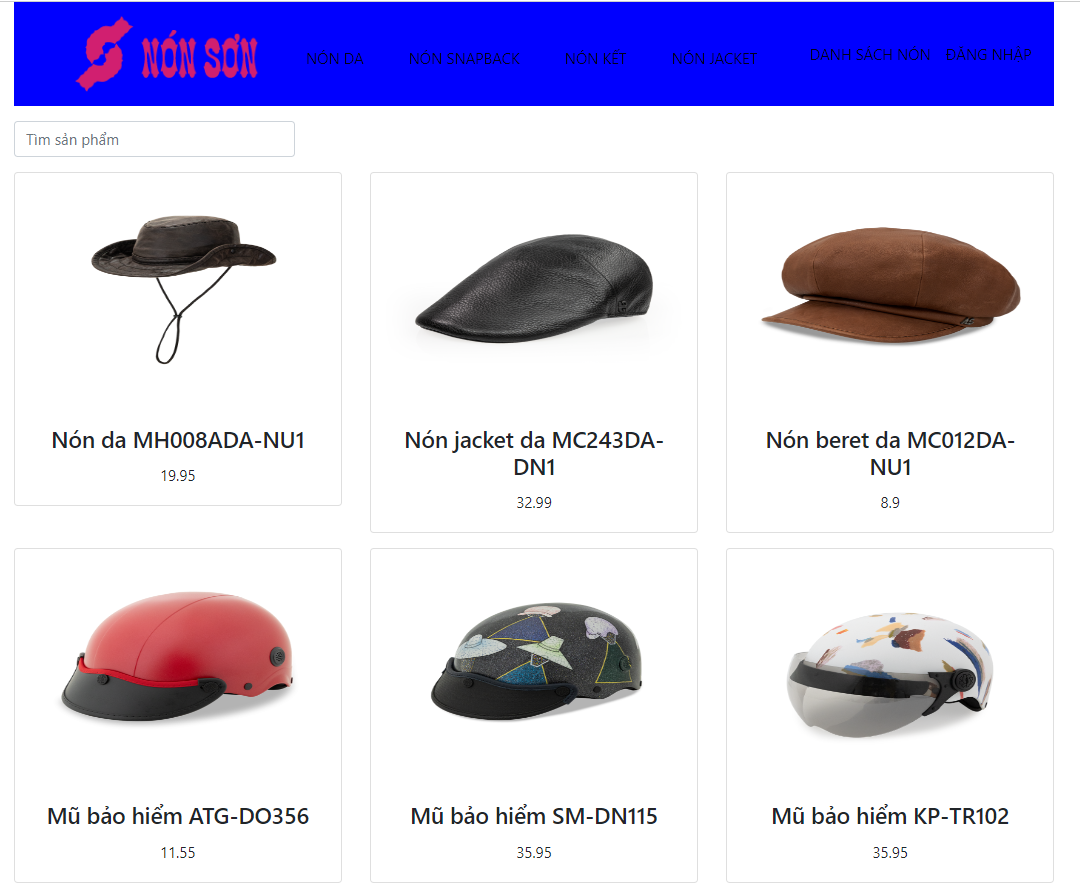 NÓN SƠN
NÓN DA NÓN SNAPBACK NÓN KẾT NÓN JACKET DANH SÁCH NÓN ĐĂNG NHẬP
Tìm sản phẩm
Nón da MH008ADA-NU1
19.95
Nón jacket da MC243DA-
DN1
32.99
Nón beret da MC012DA-
NU1
8.9
Mũ bảo hiểm ATG-DO356
11.55
Mũ bảo hiểm SM-DN115
35.95
Mũ bảo hiểm KP-TR102
35.95